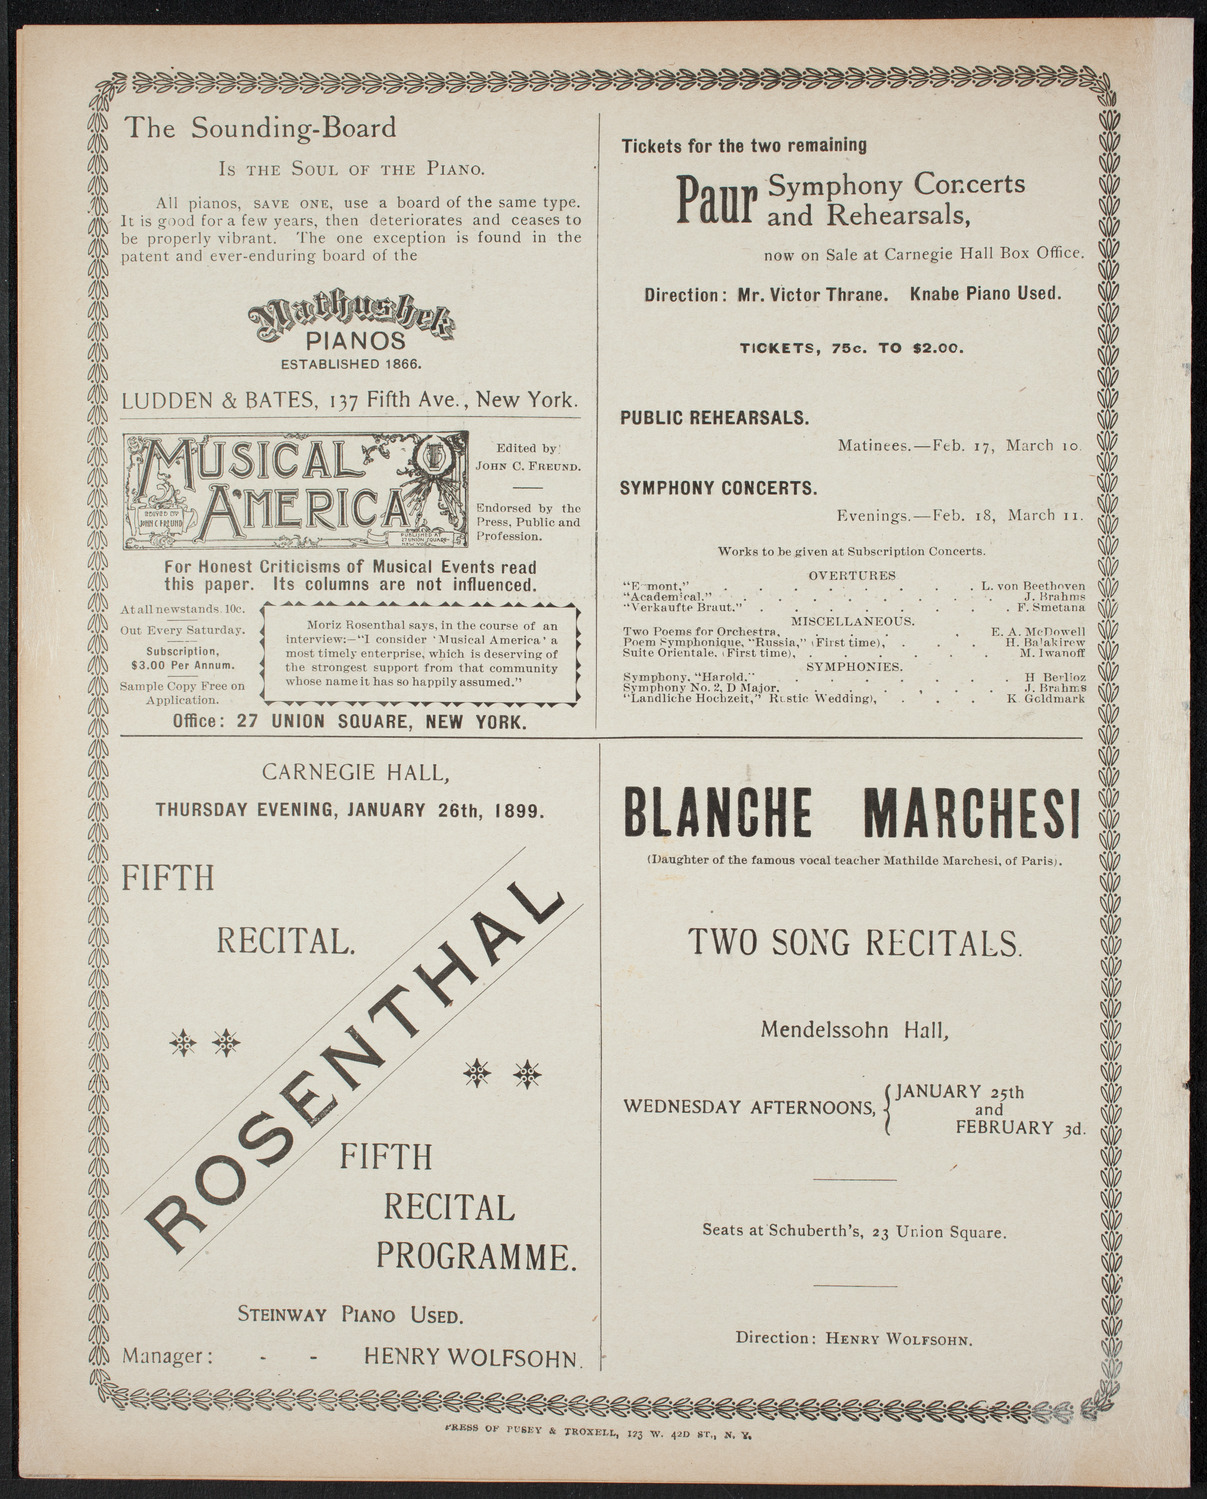 The Sounding-Board
Is the Soul of the Piano.
All pianos, save one, use a board of the same type.
It is good for a few years, then deteriorates and ceases to
be properly vibrant. The one exception is found in the
patent and ever-enduring board of the
Mathushek
PIANOS
ESTABLISHED 1866.
LUDDEN & BATES, 137 Fifth Ave., New York.
MUSICAL
AMERICA
EDITED BY
JOHN C FREUND
PUBLISHED AT
27 UNION SQUARE
NEW YORK
Edited by
John C. Freund.
Endorsed by the
Press, Public and
Profession.
For Honest Criticisms of Musical Events read
this paper. Its columns are not influenced.
At all newstands. 10c.
Out Every Saturday.
Subscription,
$3.00 Per Annum.
Sample Copy Free on
Application.
Moriz Rosenthal says, in the course of an
interview:—"I consider 'Musical America' a
most timely enterprise, which is deserving of
the strongest support from that community
whose name it has so happily assumed."
Office: 27 UNION SQUARE, NEW YORK.
Tickets for the two remaining
Paur Symphony Concerts
and Rehearsals,
now on Sale at Carnegie Hall Box Office.
Direction: Mr. Victor Thrane. Knabe Piano Used.
TICKETS, 75c. TO $2.00.
PUBLIC REHEARSALS.
Matinees.—Feb. 17, March 10.
SYMPHONY CONCERTS.
Evenings.—Feb. 18, March 11.
Works to be given at Subscription Concerts.
OVERTURES
"Egmont," . . . . . . . . L. von Beethoven
"Academical." . . . . . . . . J. Brahms
"Verkaufte Braut." . . . . . . . F. Smetana
MISCELLANEOUS.
Two Poems for Orchestra, . . . . . E. A. McDowell
Poem Symphonique, "Russia," (First time), . . . H. Balakirew
Suite Orientale, (First time), . . . . . . M. Iwanoff
SYMPHONIES.
Symphony, "Harold." . . . . . . . H Berlioz
Symphony No. 2, D Major. . . . . . . . J. Brahms
"Landliche Hochzeit," Rustic Wedding), . . . K. Goldmark
CARNEGIE HALL,
THURSDAY EVENING, JANUARY 26th, 1899.
FIFTH
RECITAL.
ROSENTHAL
FIFTH
RECITAL
PROGRAMME.
Steinway Piano Used.
Manager: - - HENRY WOLFSOHN.
BLANCHE MARCHESI
(Daughter of the famous vocal teacher Mathilde Marchesi, of Paris).
TWO SONG RECITALS.
Mendelssohn Hall,
WEDNESDAY AFTERNOONS, { JANUARY 25th
and
FEBRUARY 3d.
Seats at Schuberth's, 23 Union Square.
Direction: Henry Wolfsohn.
PRESS OF PUSEY & TROXELL, 123 W. 42D ST., N. Y.